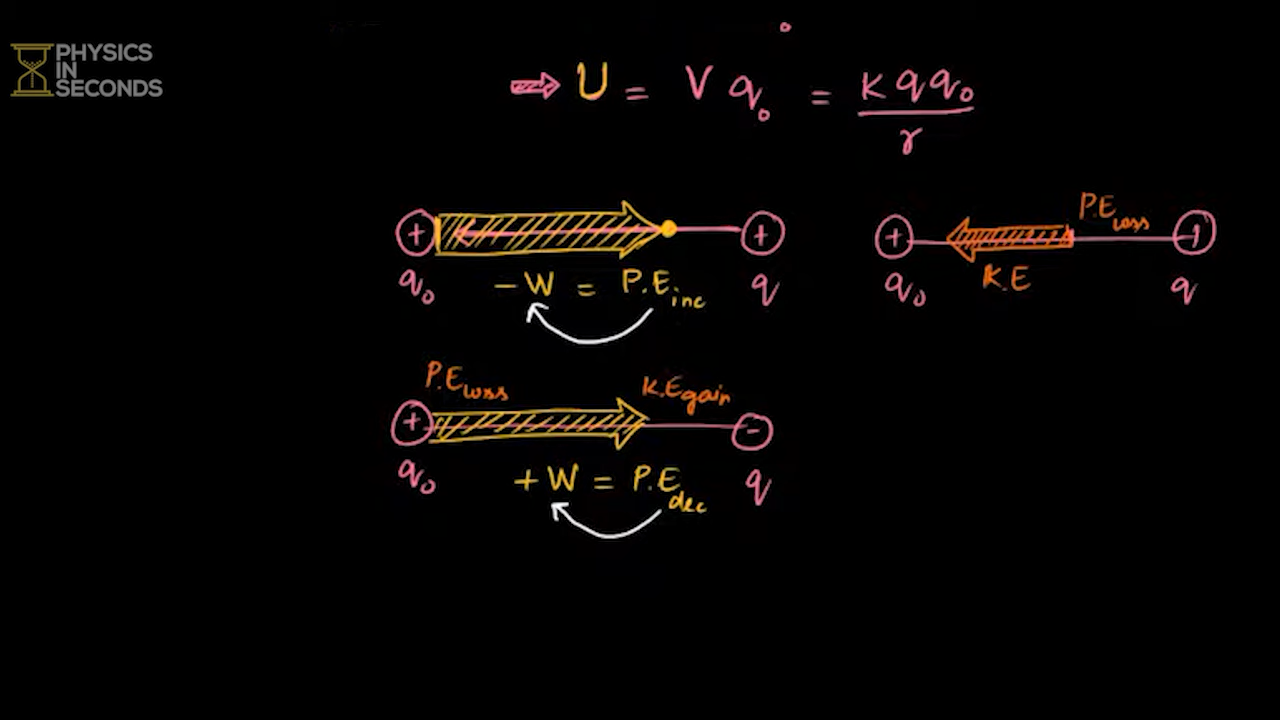 PHYSICS
IN
SECONDS
⇒ U = V q₀ = K q q₀ / r
+ +
q₀ -W = P.E inc q
+ P.E loss
q₀ K.E q
P.E loss K.E gain
+ -
q₀ +W = P.E dec q